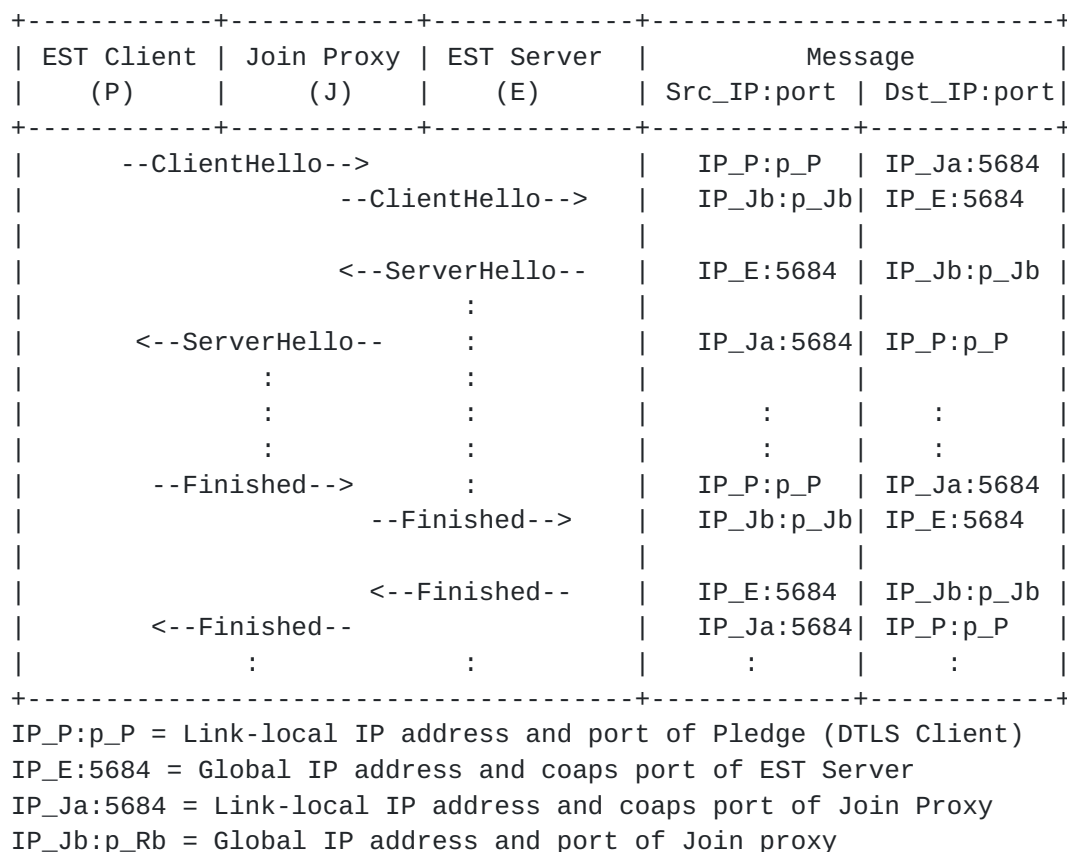 +------------+------------+-------------+--------------------------+
| EST Client | Join Proxy | EST Server  |          Message         |
|    (P)     |     (J)    |    (E)      | Src_IP:port | Dst_IP:port|
+------------+------------+-------------+-------------+------------+
|      --ClientHello-->                 |   IP_P:p_P  | IP_Ja:5684 |
|                    --ClientHello-->   |   IP_Jb:p_Jb| IP_E:5684  |
|                                       |             |            |
|                    <--ServerHello--   |   IP_E:5684 | IP_Jb:p_Jb |
|                            :          |             |            |
|       <--ServerHello--     :          |   IP_Ja:5684| IP_P:p_P   |
|               :            :          |             |            |
|               :            :          |       :     |    :       |
|               :            :          |       :     |    :       |
|        --Finished-->       :          |   IP_P:p_P  | IP_Ja:5684 |
|                      --Finished-->    |   IP_Jb:p_Jb| IP_E:5684  |
|                                       |             |            |
|                      <--Finished--    |   IP_E:5684 | IP_Jb:p_Jb |
|        <--Finished--                  |   IP_Ja:5684| IP_P:p_P   |
|              :             :          |      :      |     :      |
+---------------------------------------+-------------+------------+
IP_P:p_P = Link-local IP address and port of Pledge (DTLS Client)
IP_E:5684 = Global IP address and coaps port of EST Server
IP_Ja:5684 = Link-local IP address and coaps port of Join Proxy
IP_Jb:p_Rb = Global IP address and port of Join proxy